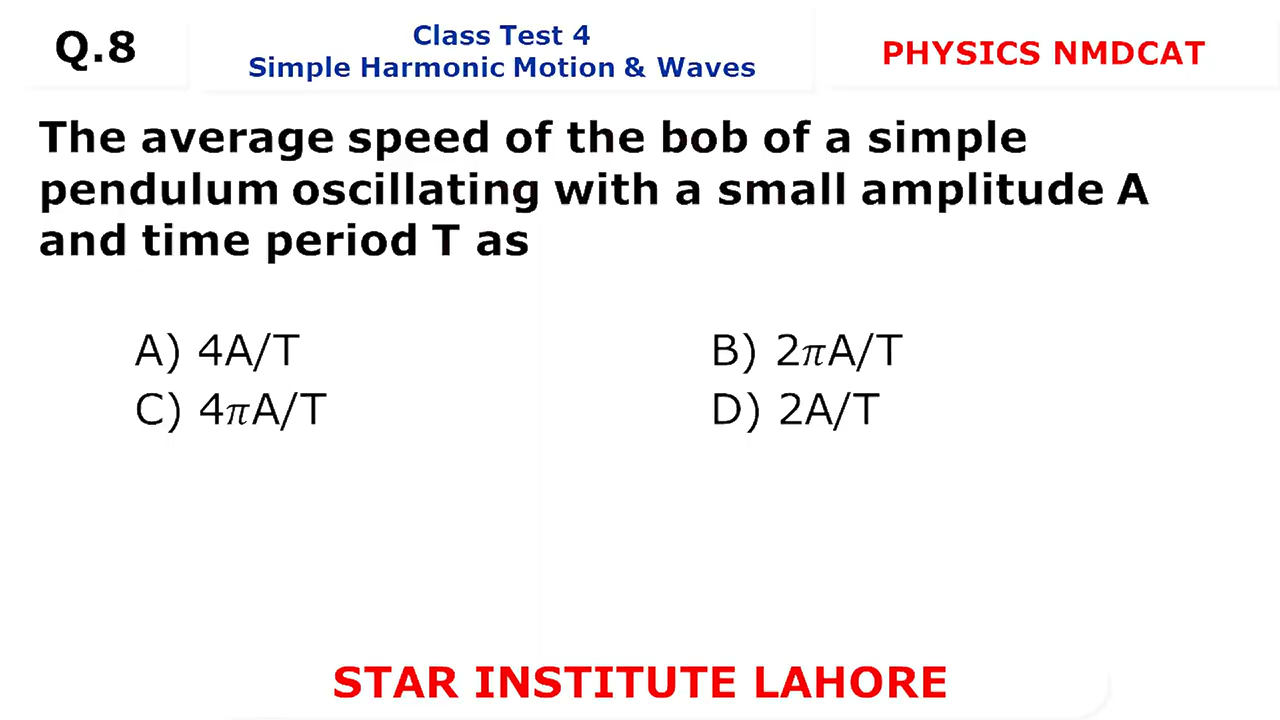 Q.8
Class Test 4
Simple Harmonic Motion & Waves
PHYSICS NMDCAT
The average speed of the bob of a simple
pendulum oscillating with a small amplitude A
and time period T as
A) 4A/T
B) 2𝜋A/T
C) 4𝜋A/T
D) 2A/T
STAR INSTITUTE LAHORE